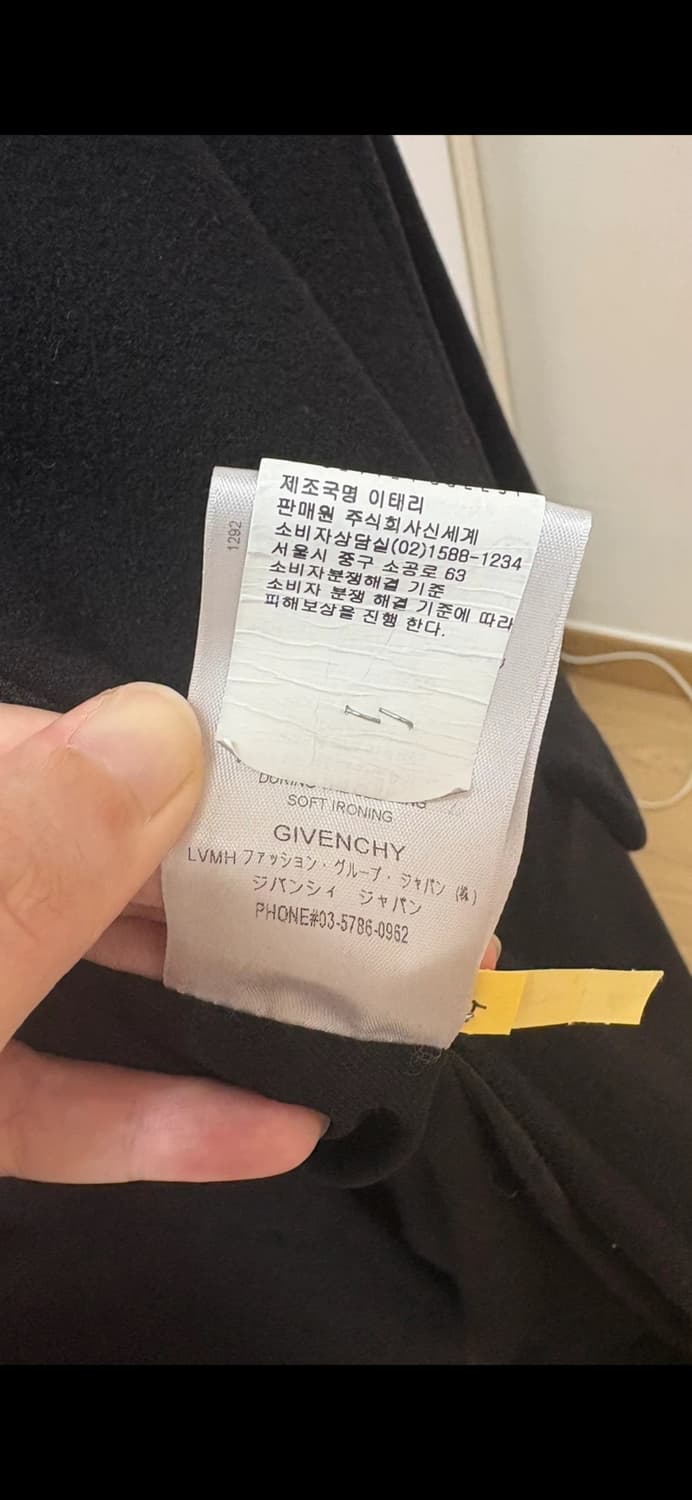 제조국명 이태리
판매원 주식회사신세계
소비자상담실(02)1588-1234
서울시 중구 소공로 63
소비자분쟁해결 기준
소비자 분쟁 해결 기준에 따라
피해보상을 진행 한다.
1292
DURING
SOFT IRONING
GIVENCHY
LVMH ファッション・グループ・ジャパン (株)
ジバンシィ ジャパン
PHONE#03-5786-0962